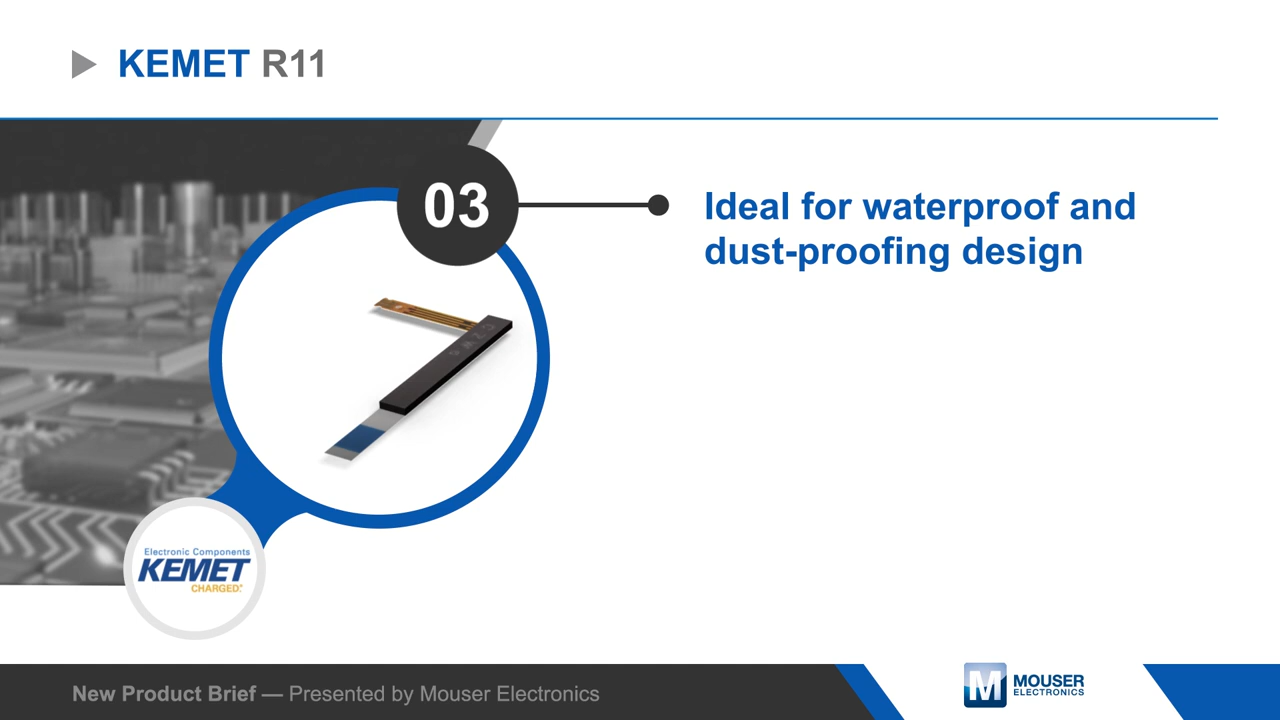 KEMET R11
03
Ideal for waterproof and
dust-proofing design
Electronic Components
KEMET
CHARGED.
New Product Brief — Presented by Mouser Electronics
M
MOUSER
ELECTRONICS